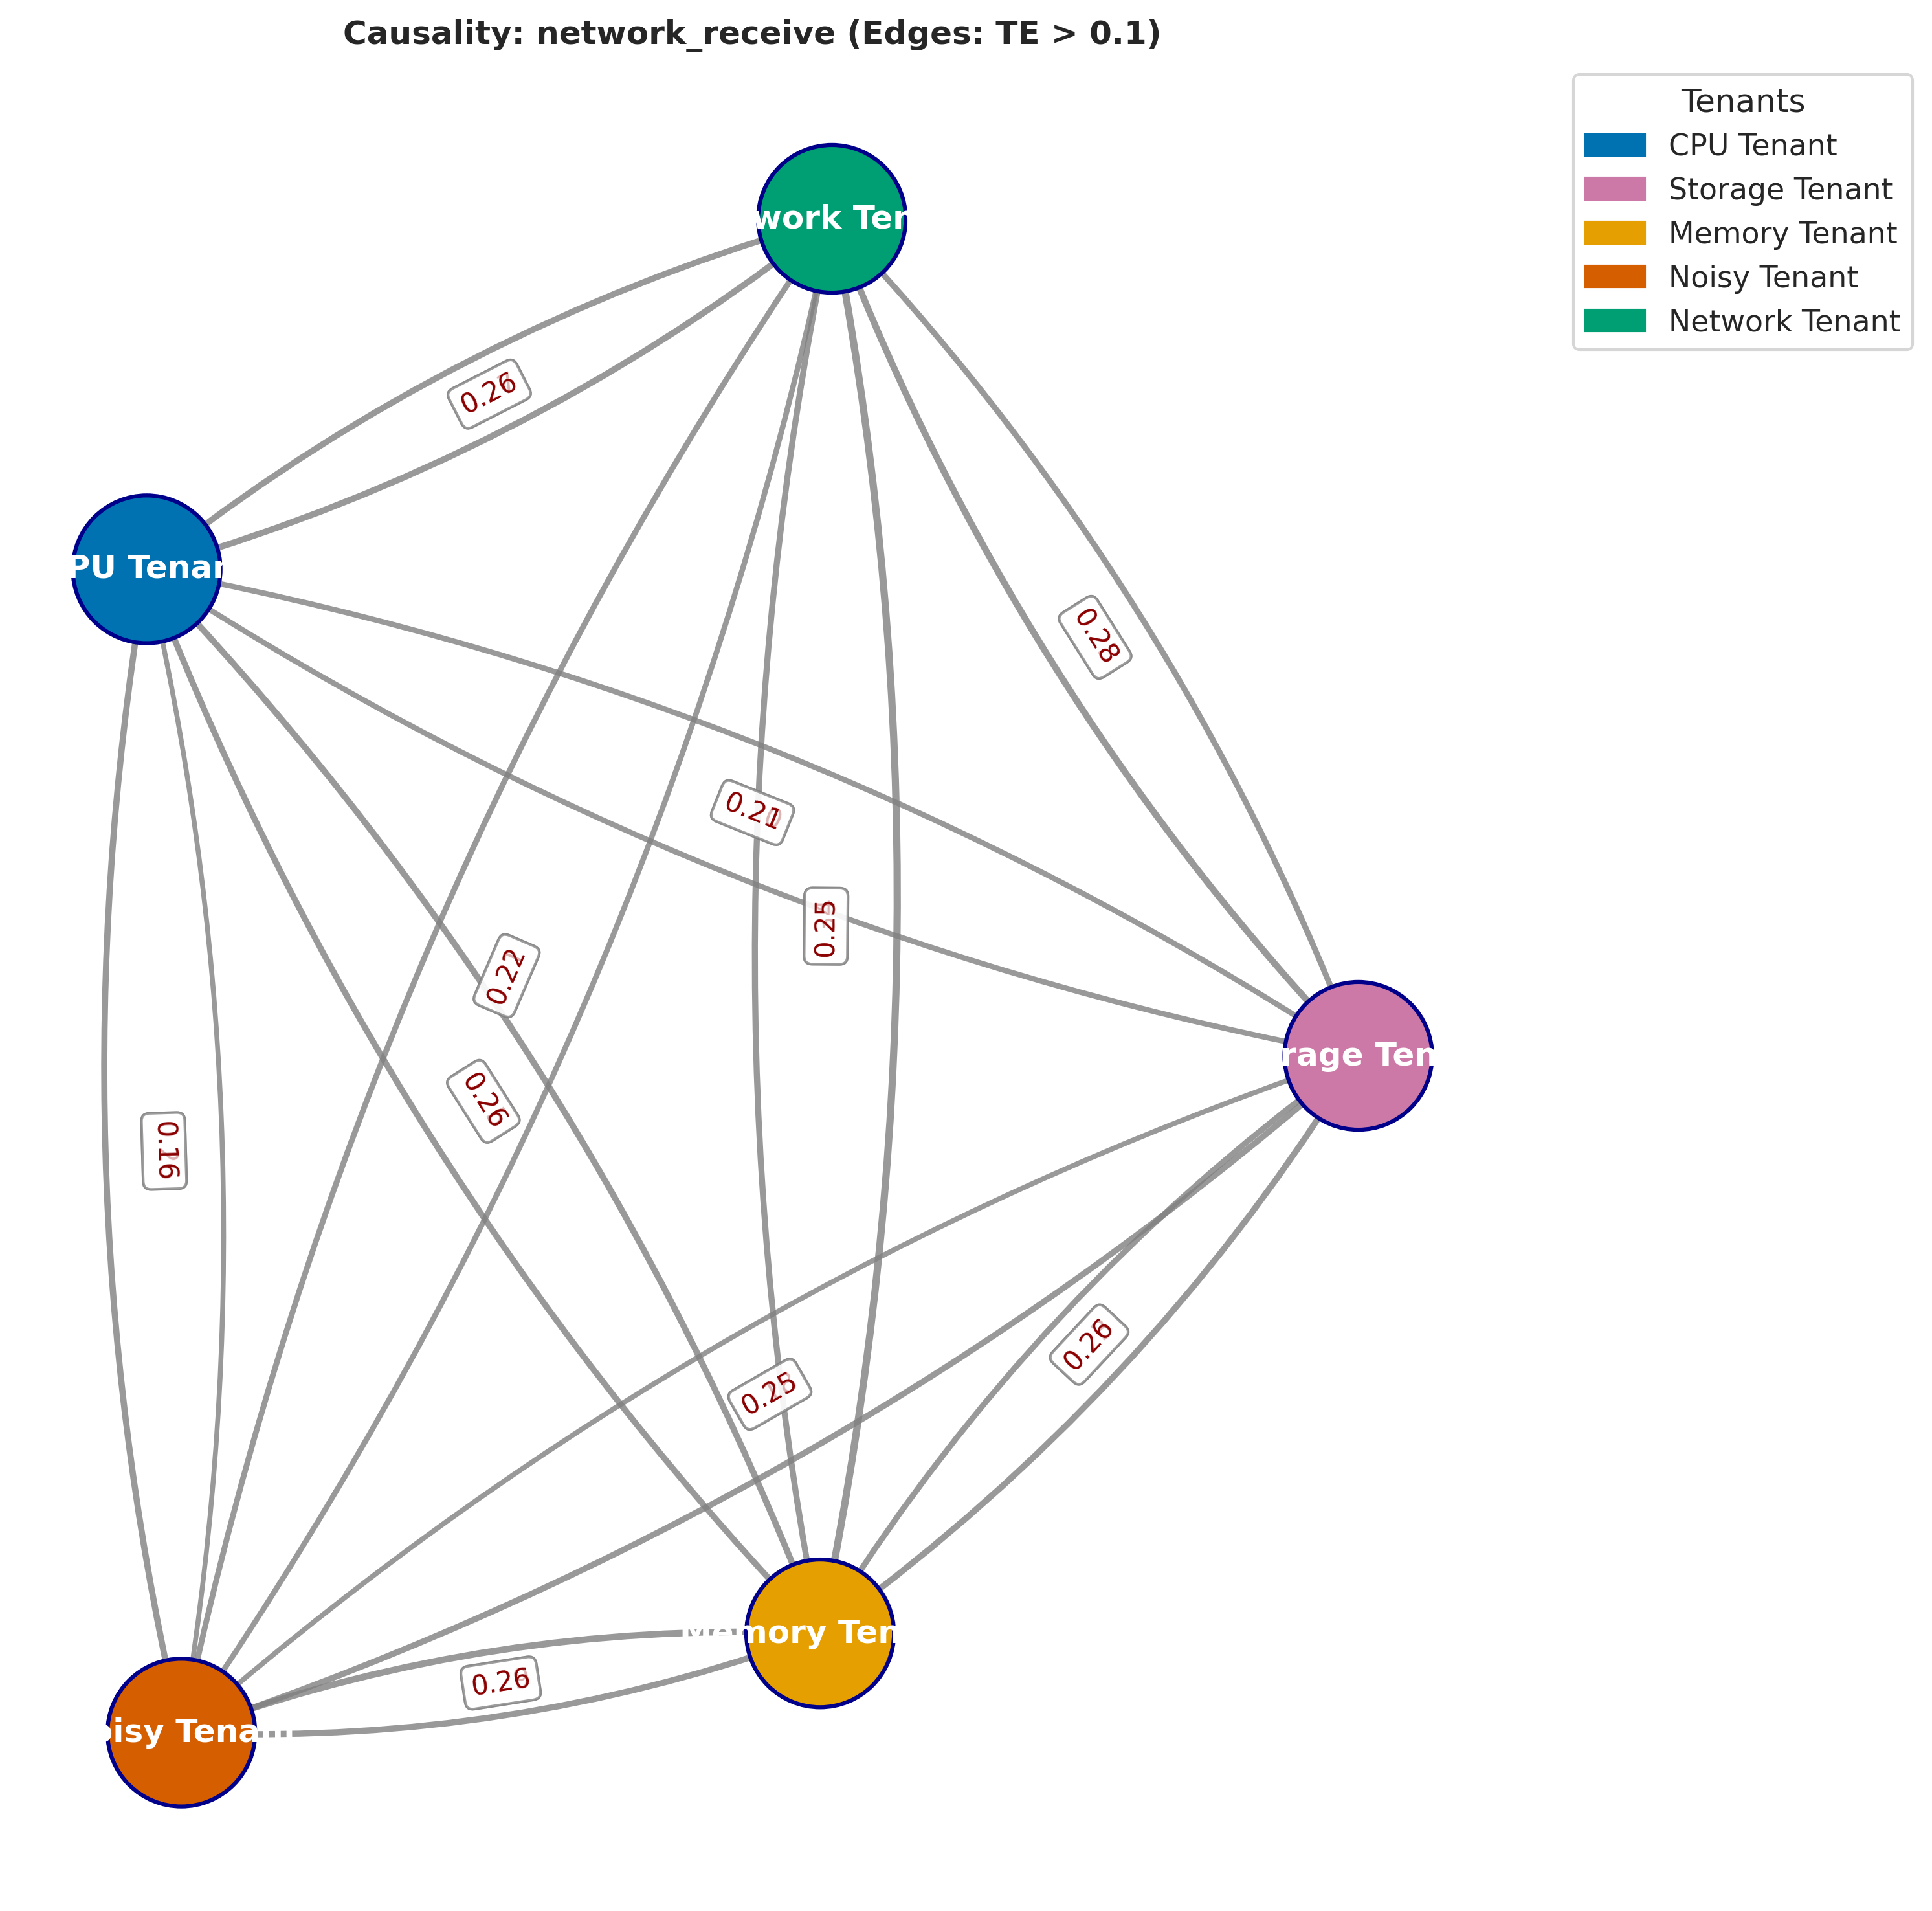 Causality: network_receive (Edges: TE > 0.1)
Tenants
CPU Tenant
Storage Tenant
Memory Tenant
Noisy Tenant
Network Tenant
work Ten
0.26
PU Tenan
0.28
0.21
0.25
0.22
rage Ten
0.26
0.16
0.26
0.25
Memory Ten
0.26
oisy Tena